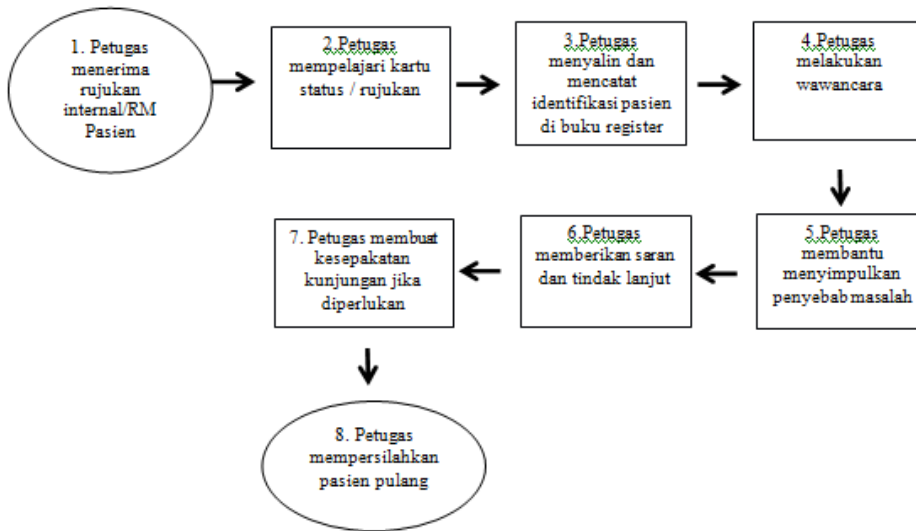 1. Petugas
menerima
rujukan
internal/RM
Pasien
2.Petugas
mempelajari kartu
status / rujukan
3.Petugas
menyalin dan
mencatat
identifikasi pasien
di buku register
4.Petugas
melakukan
wawancara
5.Petugas
membantu
menyimpulkan
penyebab masalah
6.Petugas
memberikan saran
dan tindak lanjut
7. Petugas membuat
kesepakatan
kunjungan jika
diperlukan
8. Petugas
mempersilahkan
pasien pulang